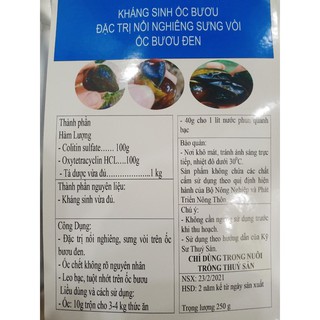 KHÁNG SINH ỐC BƯƠU
ĐẶC TRỊ NỔI NGHIÊNG SƯNG VÒI
ỐC BƯƠU ĐEN
Thành phần
Hàm Lượng
- Colitin sulfate...... 100g
- Oxytetracyclin HCL....100g
- Tá dược vừa đủ..................1 kg
Thành phần nguyên liệu:
- Kháng sinh vừa đủ.
Công Dụng:
- Đặc trị nổi nghiêng, sưng vòi trên ốc
bươu đen.
- Ốc chết không rõ nguyên nhân
- Leo bạc, tuột nhớt trên ốc bươu
Liều dùng và cách sử dụng:
- Ốc: 10g trộn cho 3-4 kg thức ăn
- 40g cho 1 lít nước phun quanh
bạc
Bảo quản:
- Nơi khô mát, tránh ánh sáng trực
tiếp, nhiệt đô dưới 30°C.
Sản phẩm không chứa các chất
cấm sử dụng theo quý định hiện
hành của Bộ Nông Nghiệp và Phát
Triển Nông Thôn
Chú ý:
- Không cần ngưng sử dụng trước
khi thu hoạch.
- Sử dụng theo hướng dẫn của Kỹ
Sư Thuỷ Sản.
CHỈ DÙNG TRONG NUÔI
TRỒNG THUỶ SẢN
NSX: 23/2/2021
HSD: 2 năm kể từ ngày sản xuất
Trọng lượng 250 g